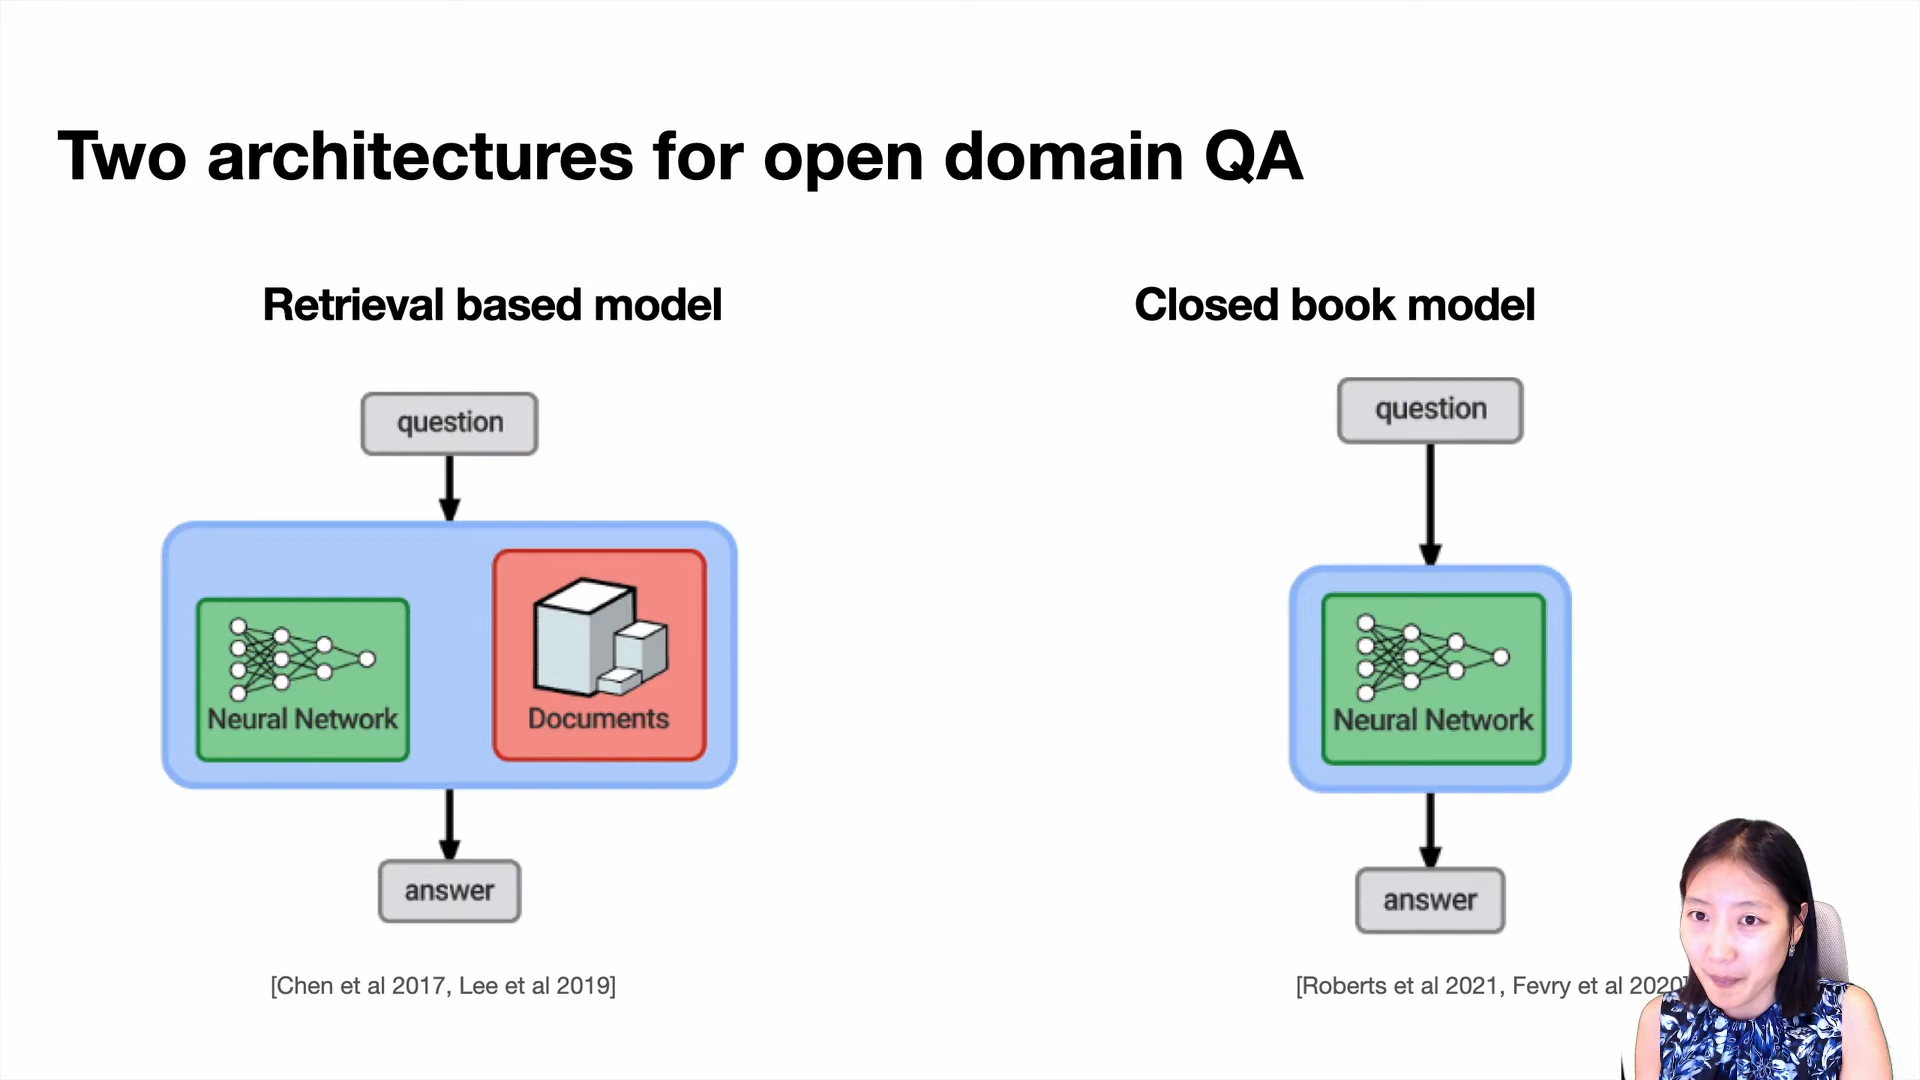 Two architectures for open domain QA
Retrieval based model
question
Neural Network
Documents
answer
[Chen et al 2017, Lee et al 2019]
Closed book model
question
Neural Network
answer
[Roberts et al 2021, Fevry et al 2020]